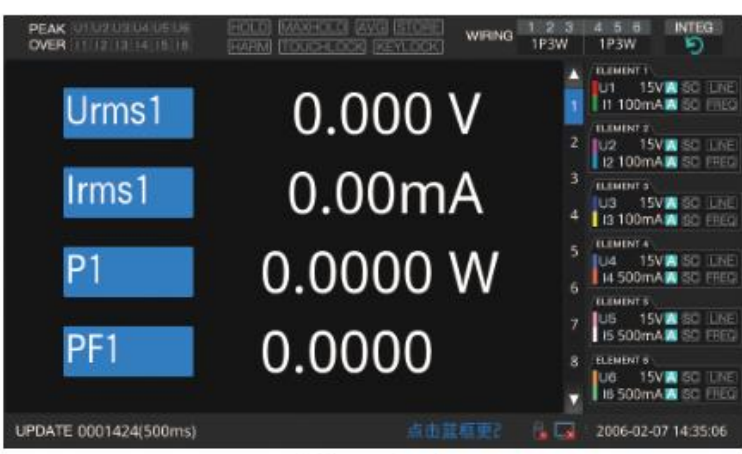 PEAK U1 U2 U3 U4 U5 U6
OVER I1 I2 I3 I4 I5 I6
HOLD MAXHOLD AVG STORE
HARM TOUCHLOCK KEYLOCK
WIRING
1 2 3
1P3W
4 5 6
1P3W
INTEG
Urms1 0.000 V
Irms1 0.00mA
P1 0.0000 W
PF1 0.0000
1
2
3
4
5
6
7
8
ELEMENT 1
U1 15V A SC LINE
I1 100mA A SC FREQ
ELEMENT 2
U2 15V A SC LINE
I2 100mA A SC FREQ
ELEMENT 3
U3 15V A SC LINE
I3 100mA A SC FREQ
ELEMENT 4
U4 15V A SC LINE
I4 500mA A SC FREQ
ELEMENT 5
U5 15V A SC LINE
I5 500mA A SC FREQ
ELEMENT 6
U6 15V A SC LINE
I6 500mA A SC FREQ
UPDATE 0001424(500ms)
点击蓝框更
2006-02-07 14:35:06